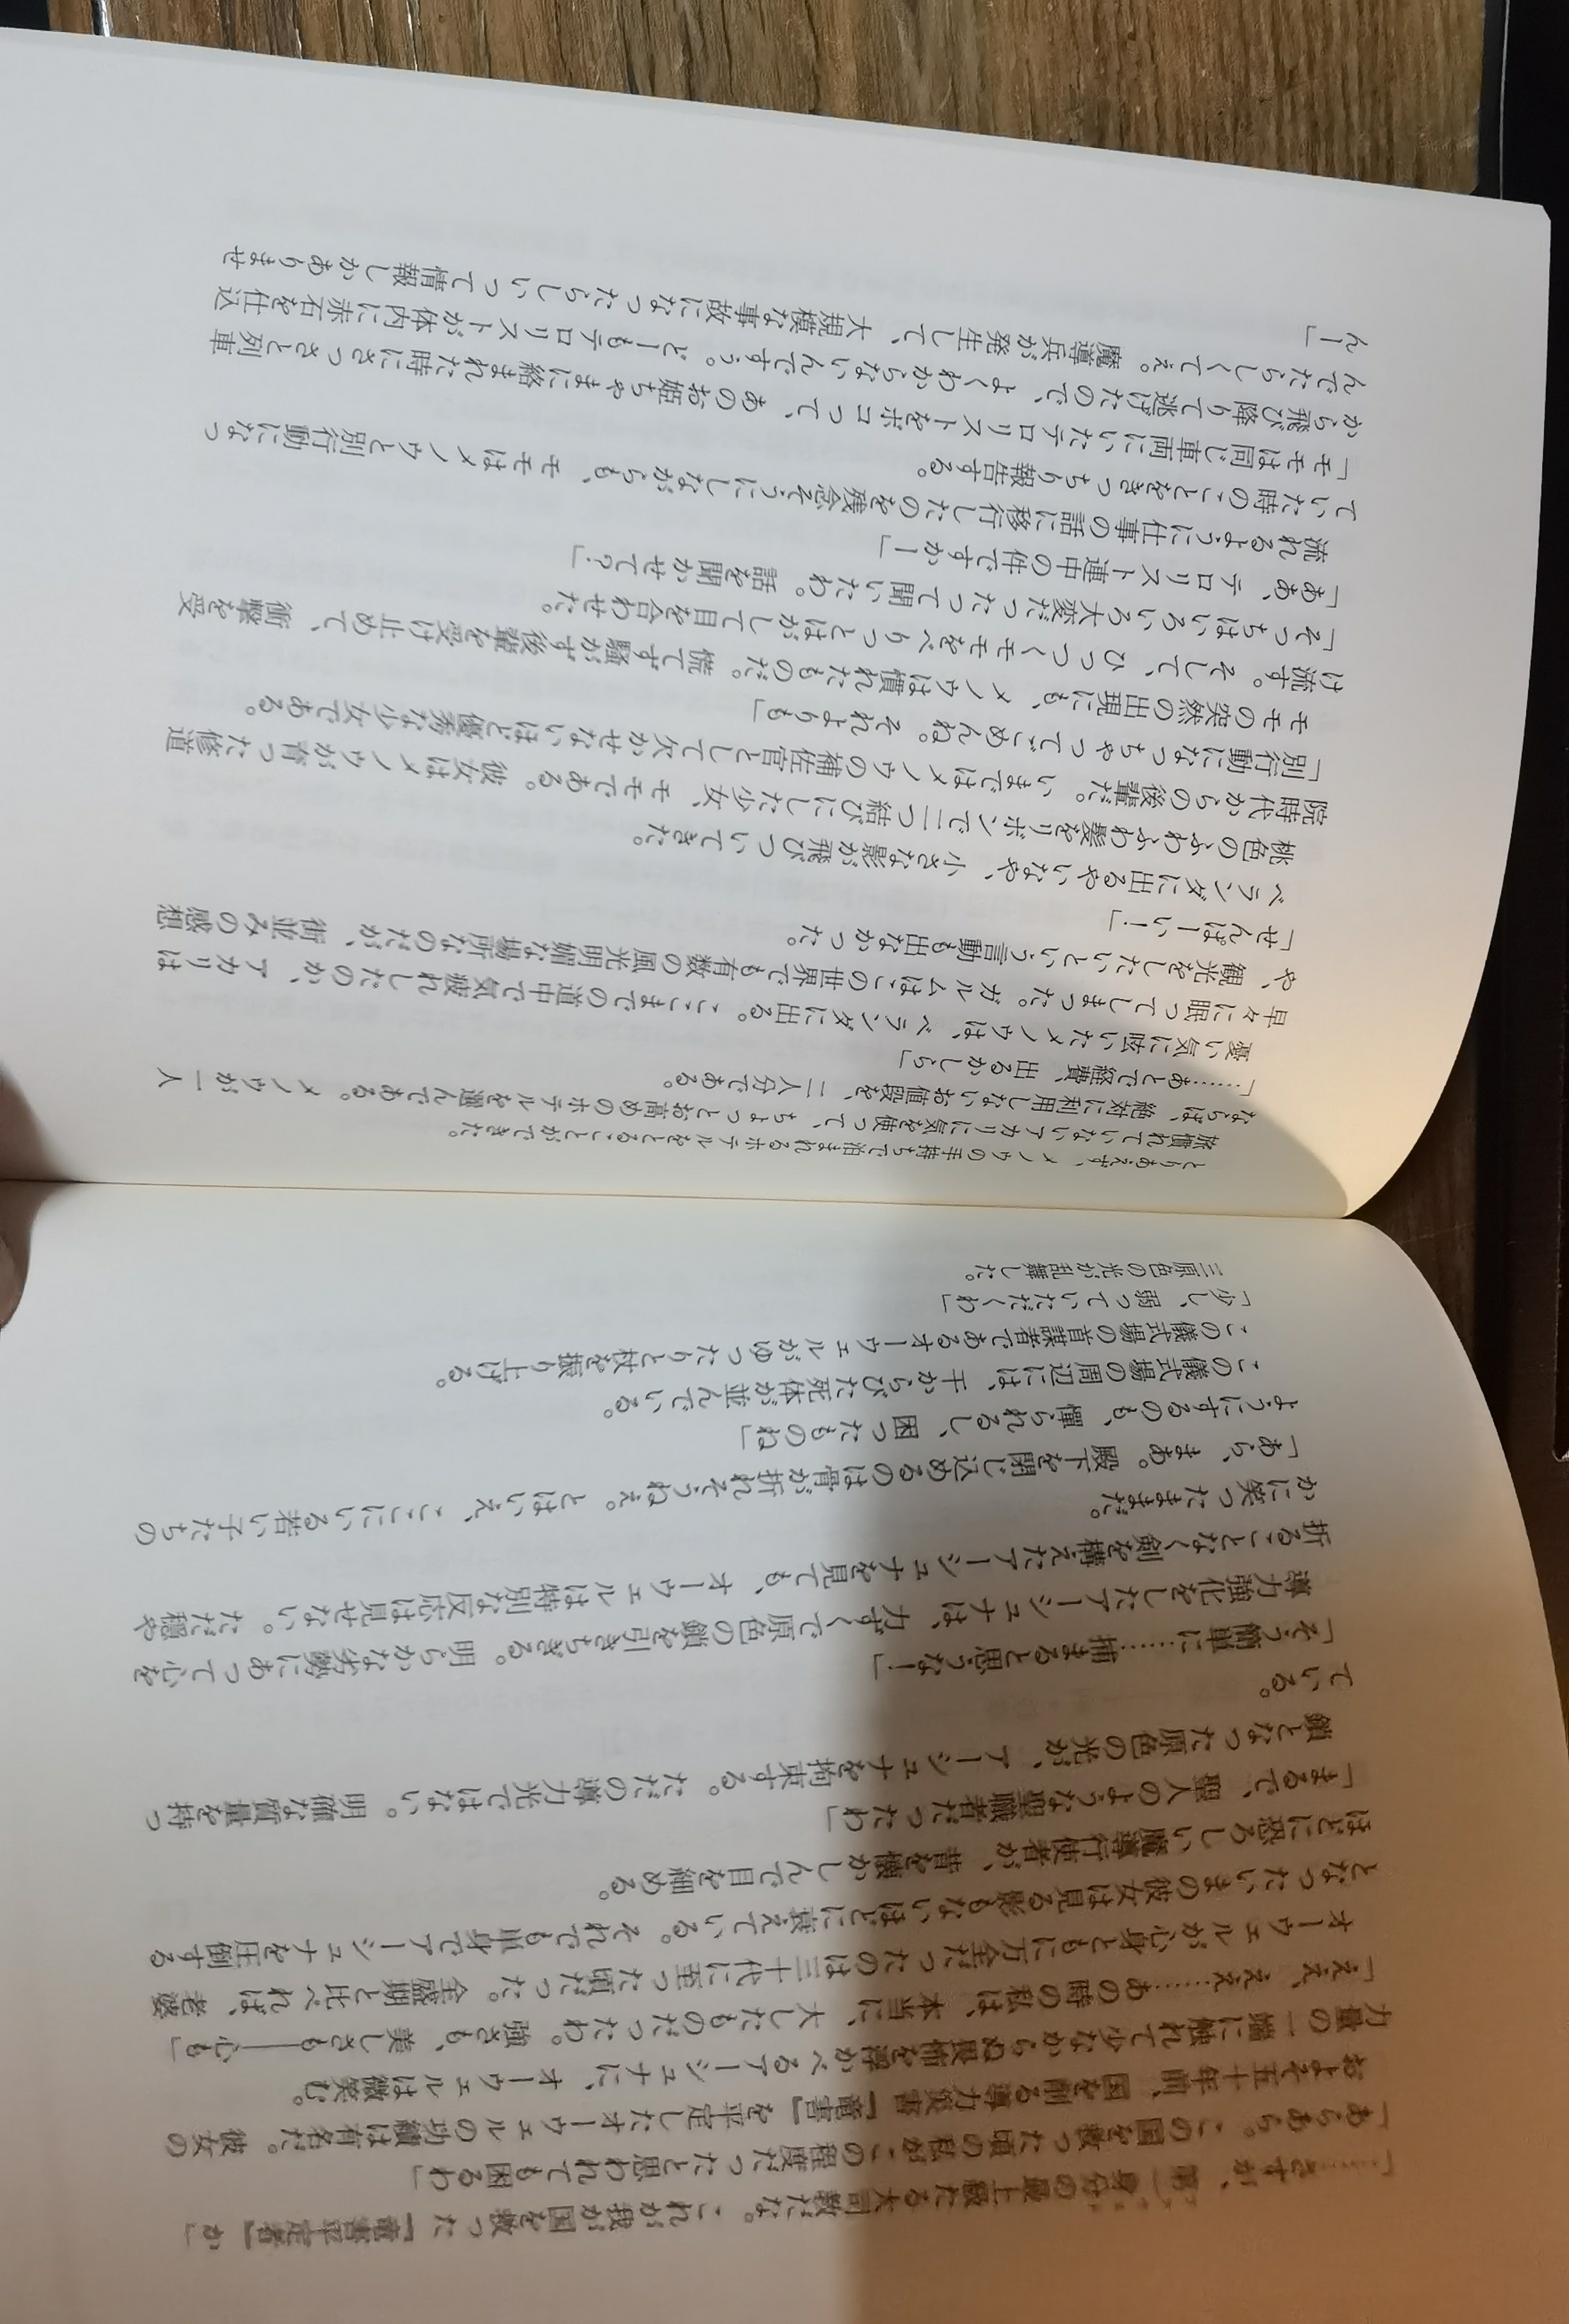 「……さすが、第一身分の最上級たる大司教だな。これが我が国を救った『竜害平定者』か」
「あらあら。この国を救った頃の私がこの程度だったと思われても困るわ」
およそ五十年前、国を削る導力災害『竜害』を平定したオーウェルの功績は有名だ。彼女の
力量の一端に触れて少なからぬ畏怖を浮かべるアーシュナに、オーウェルは微笑む。
「ええ、ええ……あの時の私は、本当に、大したものだったわ。強さも、美しさも――心も」
オーウェルが心身ともに万全だったのは三十代に至った頃だった。全盛期と比べれば、老婆
となったいまの彼女は見る影もないほどに衰えている。それでも単身でアーシュナを圧倒する
ほどに恐ろしい魔導行使者が、昔を懐かしんで目を細める。
「まるで、聖人のような聖職者だったわ」
鎖となった原色の光が、アーシュナを拘束する。ただの導力光ではない。明確な質量を持っ
ている。
「そう簡単に……捕まると思うな！」
導力強化をしたアーシュナは、力ずくで原色の鎖を引きちぎる。明らかな劣勢にあって心を
折ることなく剣を構えたアーシュナを見ても、オーウェルは特別な反応は見せない。ただ穏や
かに笑ったままだ。
「あら、まあ。殿下を閉じ込めるのは骨が折れそうねぇ。とはいえ、ここにいる若い子たちの
ようにするのも、憚られるし、困ったものね」
この儀式場の周辺には、干からびた死体が並んでいる。
この儀式場の首謀者であるオーウェルがゆったりと杖を振り上げる。
「少し、弱っていただくわ」
三原色の光が乱舞した。
とりあえず、メノウの手持ちで泊まれるホテルをとることができた。
旅慣れていないアカリに気を使って、ちょっとお高めのホテルを選んである。メノウが一人
ならば、絶対に利用しないお値段を、二人分である。
「……あとで経費、出るかしら」
憂い気に呟いたメノウは、ベランダに出る。ここまでの道中で気疲れしたのか、アカリは
早々に眠ってしまった。ガルムはこの世界でも有数の風光明媚な場所なのだが、街並みの感想
や、観光をしたいという言動も出なかった。
「せんぱーい！」
ベランダに出るやいなや、小さな影が飛びついてきた。
桃色のふわふわ髪をリボンで二つ結びにした少女、モモである。彼女はメノウが育った修道
院時代からの後輩だ。いまではメノウの補佐官として欠かせないほど優秀な少女である。
「別行動になっちゃってごめんね。それよりも」
モモの突然の出現にも、メノウは慣れたものだ。慌てず騒がず後輩を受け止めて、衝撃を受
け流す。そして、ひっつくモモをべりっとはがして目を合わせた。
「そっちはいろいろ大変だったって聞いたわ。話を聞かせて？」
「ああ、テロリスト連中の件ですかー」
流れるように仕事の話に移行したのを残念そうにしながらも、モモはメノウと別行動になっ
ていた時のことをきっちり報告する。
「モモは同じ車両にいたテロリストをボコって、あのお姫ちゃまに絡まれた時にさっさと列車
から飛び降りて逃げたので、よくわからないんですぅ。どーもテロリストが体内に赤石を仕込
んでたらしくてぇ。魔導兵が発生して、大規模な事故になったらしいって情報しかありませ
んー」